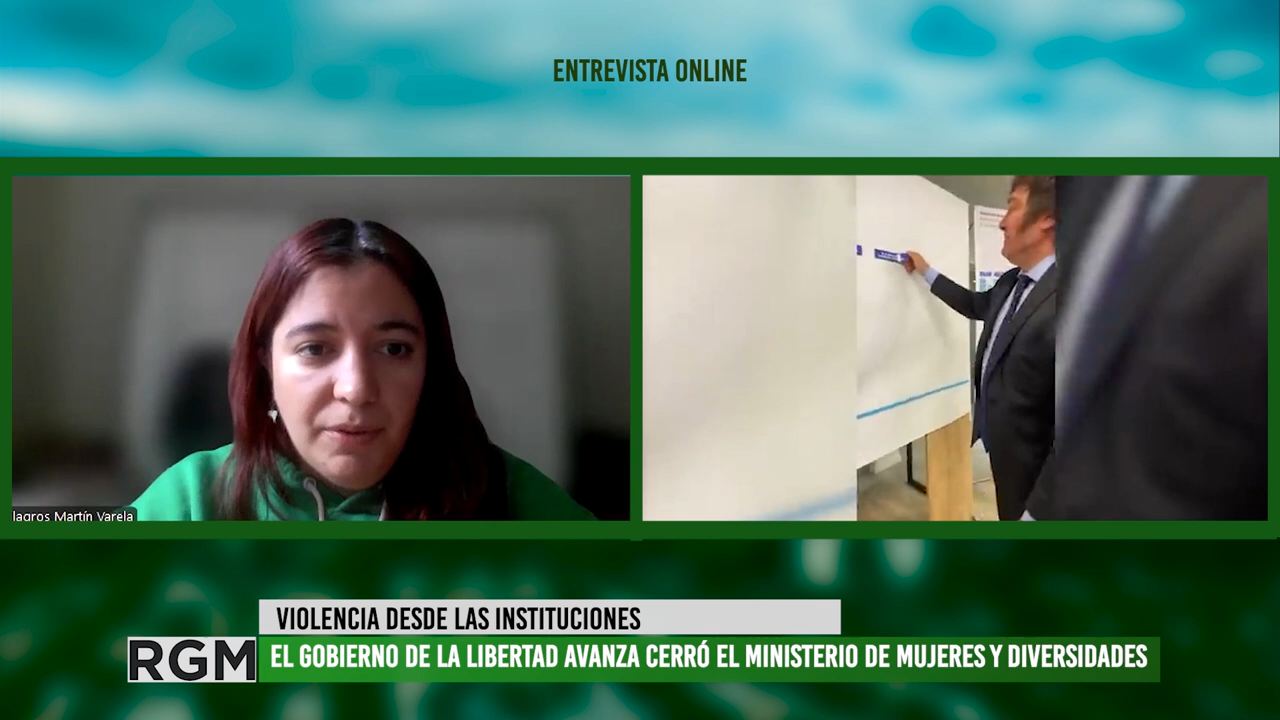 ENTREVISTA ONLINE
lagros Martín Varela
VIOLENCIA DESDE LAS INSTITUCIONES
RGM
EL GOBIERNO DE LA LIBERTAD AVANZA CERRÓ EL MINISTERIO DE MUJERES Y DIVERSIDADES